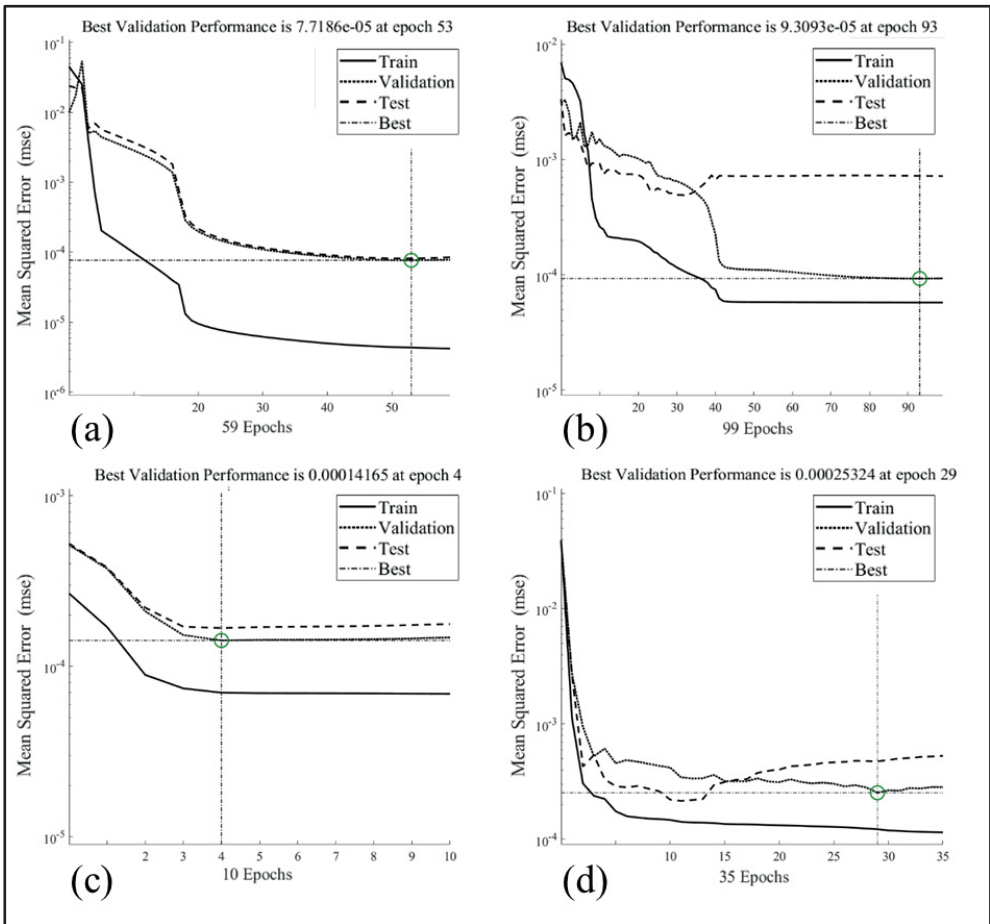 Best Validation Performance is 7.7186e-05 at epoch 53
10^-1
10^-2
10^-3
10^-4
10^-5
10^-6
Mean Squared Error (mse)
Train
Validation
Test
Best
20 30 40 50
59 Epochs
(a)
Best Validation Performance is 9.3093e-05 at epoch 93
10^-2
10^-3
10^-4
10^-5
Mean Squared Error (mse)
Train
Validation
Test
Best
20 30 40 50 60 70 80 90
99 Epochs
(b)
Best Validation Performance is 0.00014165 at epoch 4
10^-3
10^-4
10^-5
Mean Squared Error (mse)
Train
Validation
Test
Best
2 3 4 5 6 7 8 9 10
10 Epochs
(c)
Best Validation Performance is 0.00025324 at epoch 29
10^-1
10^-2
10^-3
10^-4
Mean Squared Error (mse)
Train
Validation
Test
Best
10 15 20 25 30 35
35 Epochs
(d)